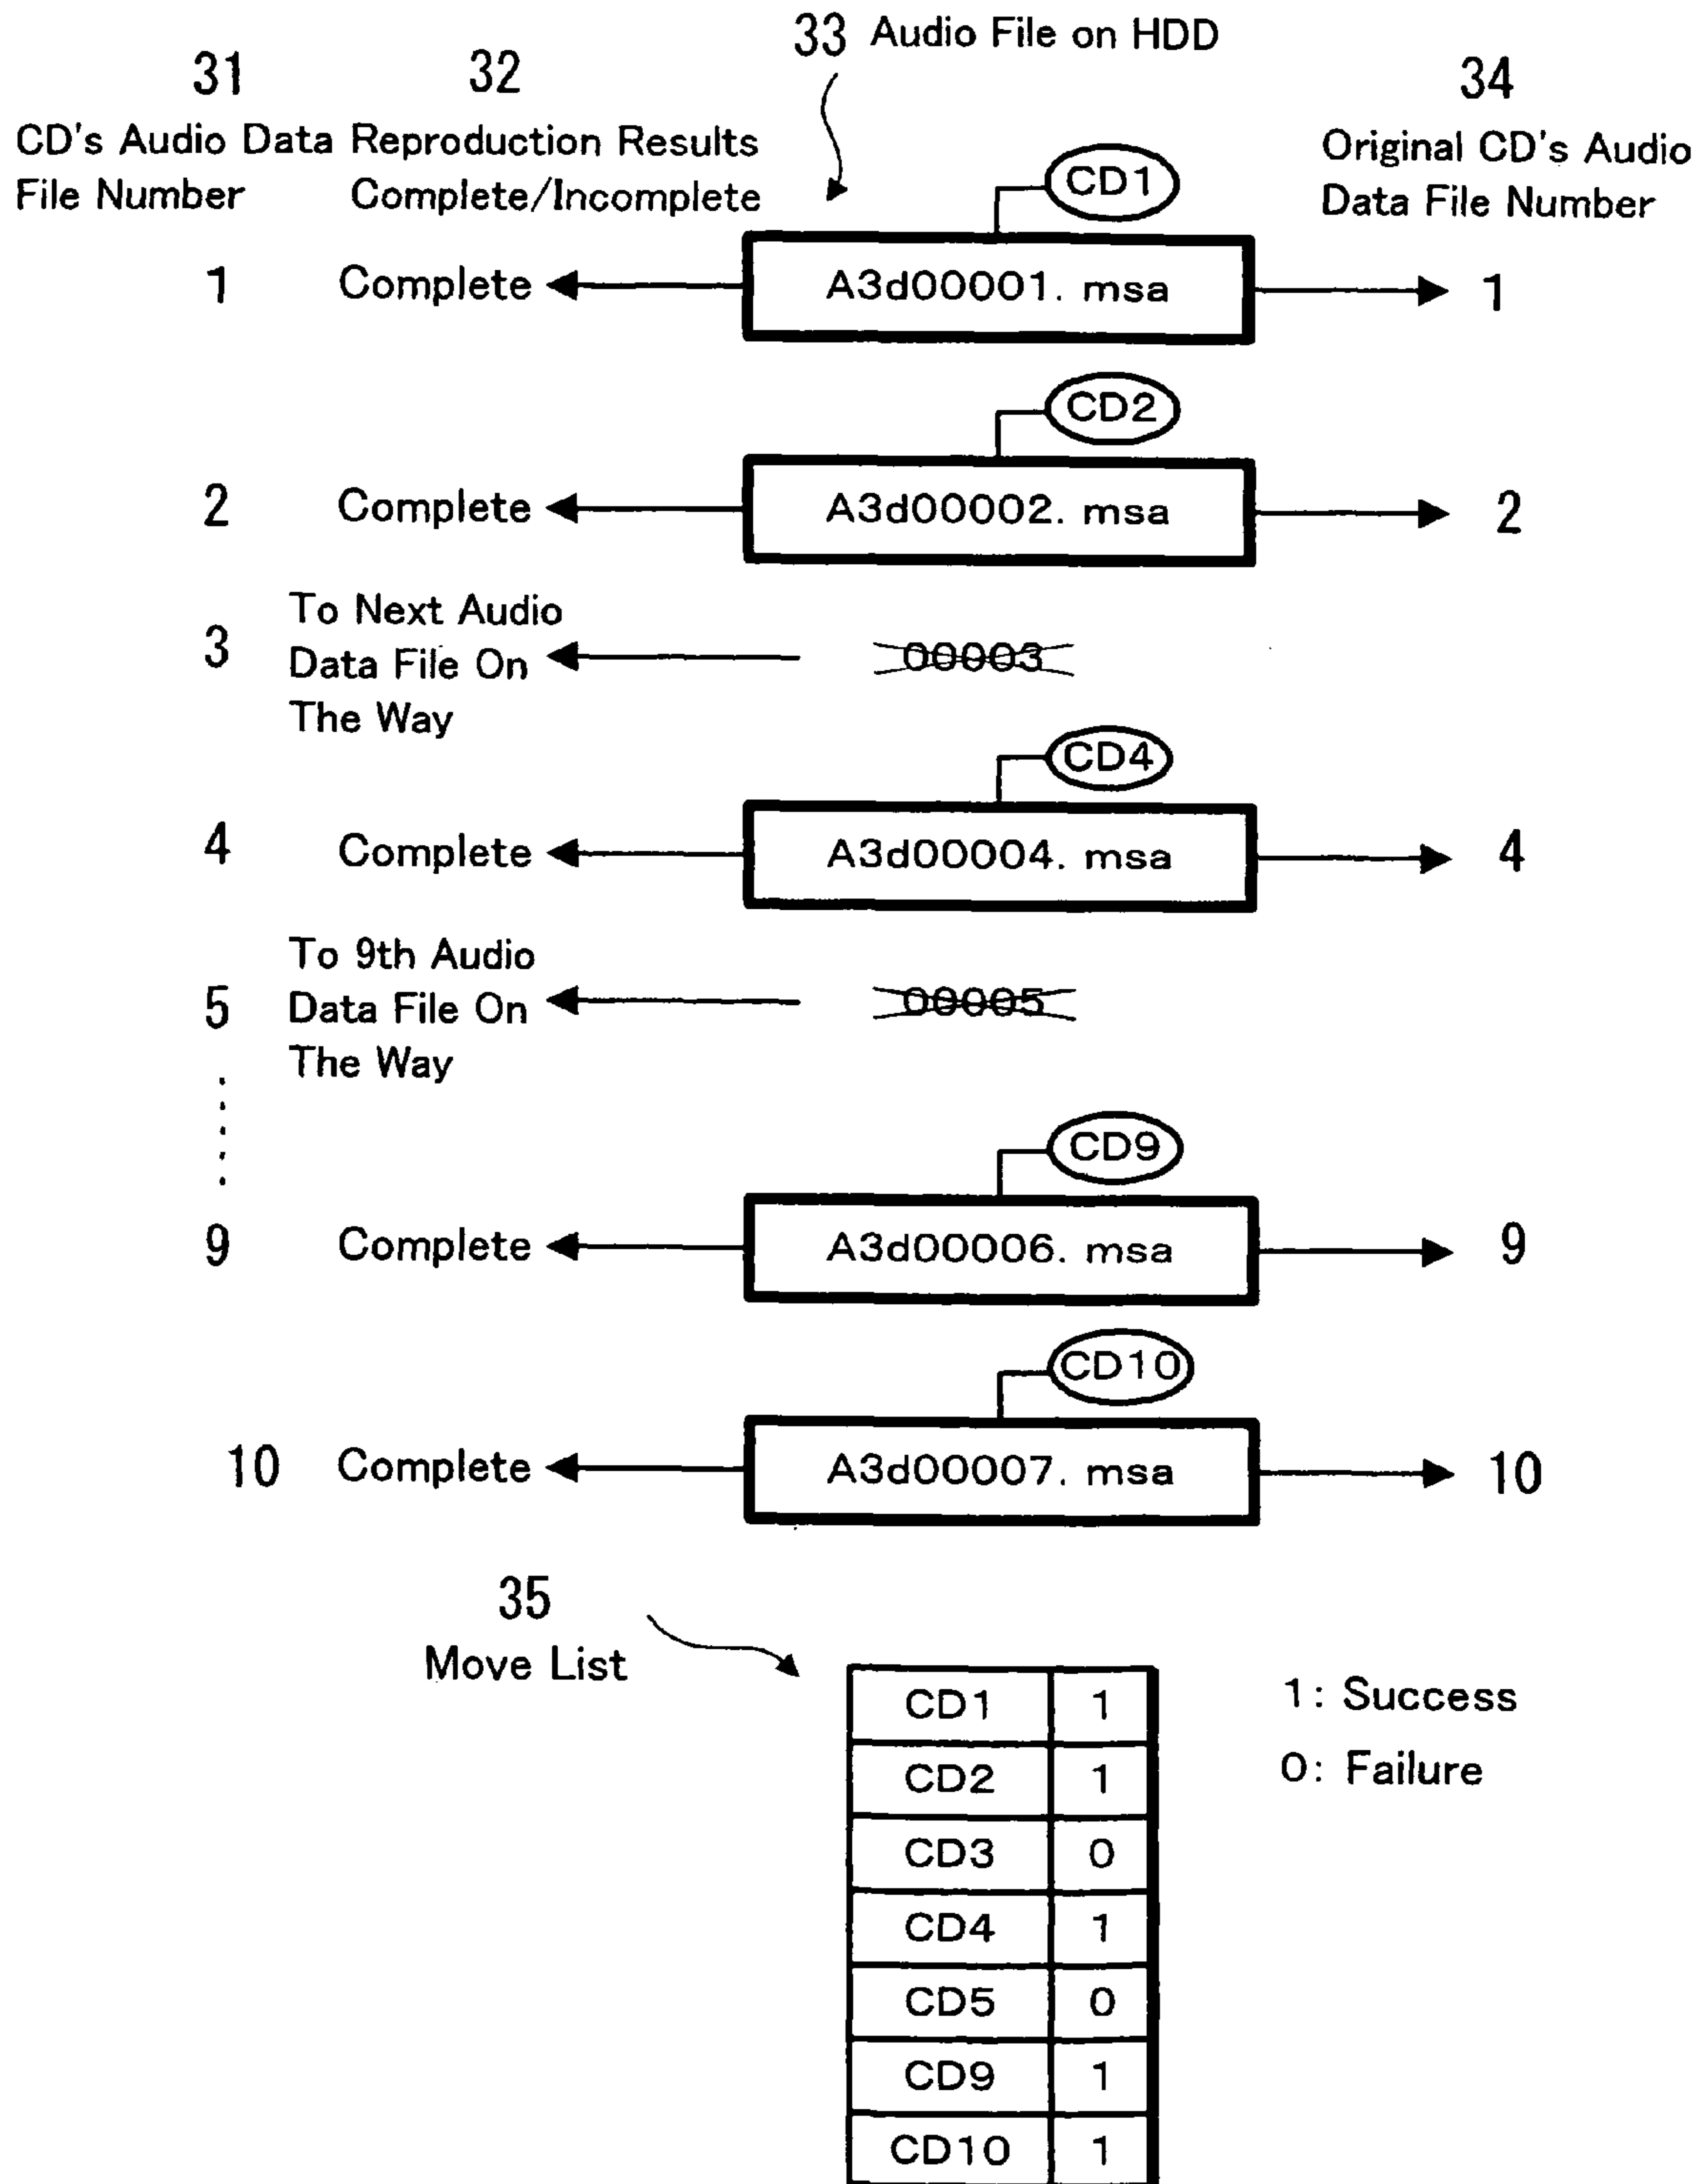 33 Audio File on HDD
31
CD's Audio Data
File Number
32
Reproduction Results
Complete/Incomplete
34
Original CD's Audio
Data File Number
CD1
1 Complete A3d00001. msa 1
CD2
2 Complete A3d00002. msa 2
3
To Next Audio
Data File On
The Way
00003
CD4
4 Complete A3d00004. msa 4
5
To 9th Audio
Data File On
The Way
00005
CD9
9 Complete A3d00006. msa 9
CD10
10 Complete A3d00007. msa 10
35
Move List
CD1 1
CD2 1
CD3 0
CD4 1
CD5 0
CD9 1
CD10 1
1: Success
0: Failure